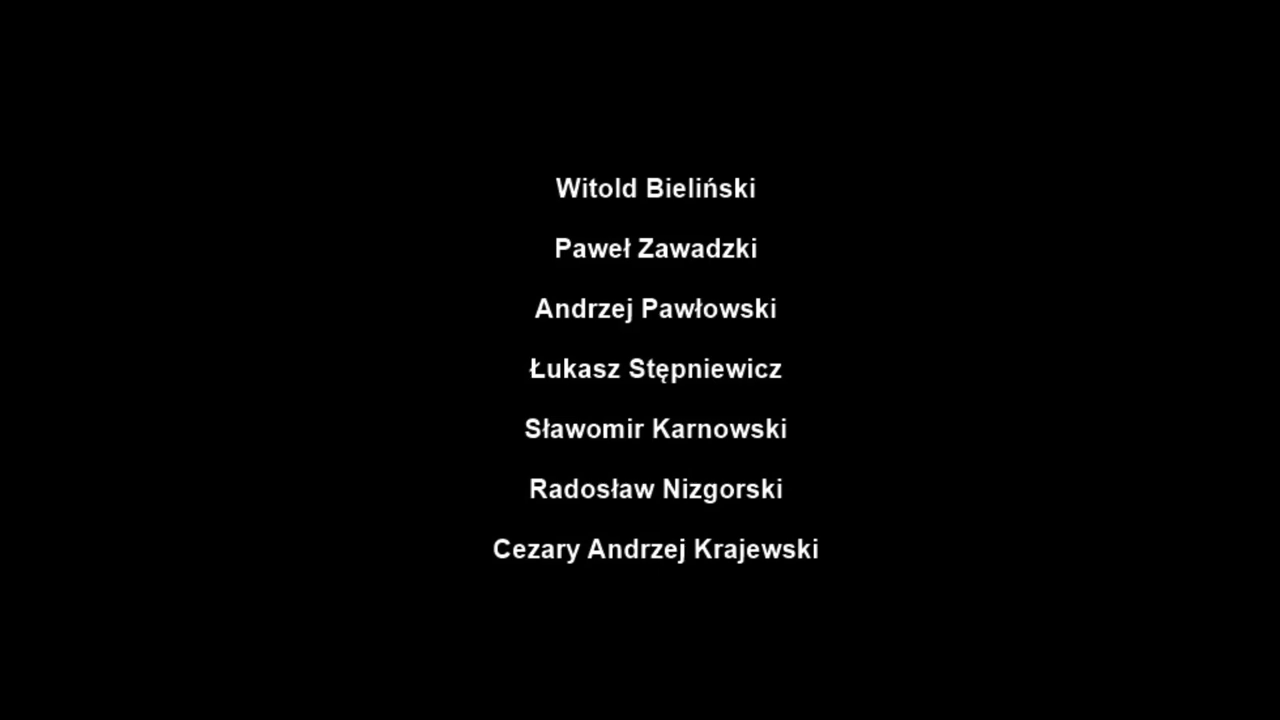 Witold Bieliński
Paweł Zawadzki
Andrzej Pawłowski
Łukasz Stępniewicz
Sławomir Karnowski
Radosław Nizgorski
Cezary Andrzej Krajewski